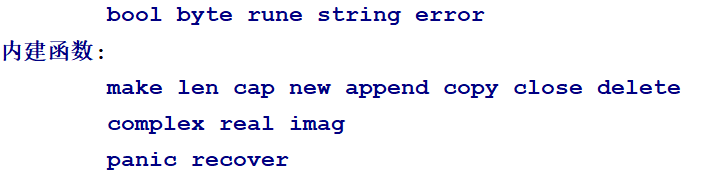 bool byte rune string error
内建函数:
make len cap new append copy close delete
complex real imag
panic recover